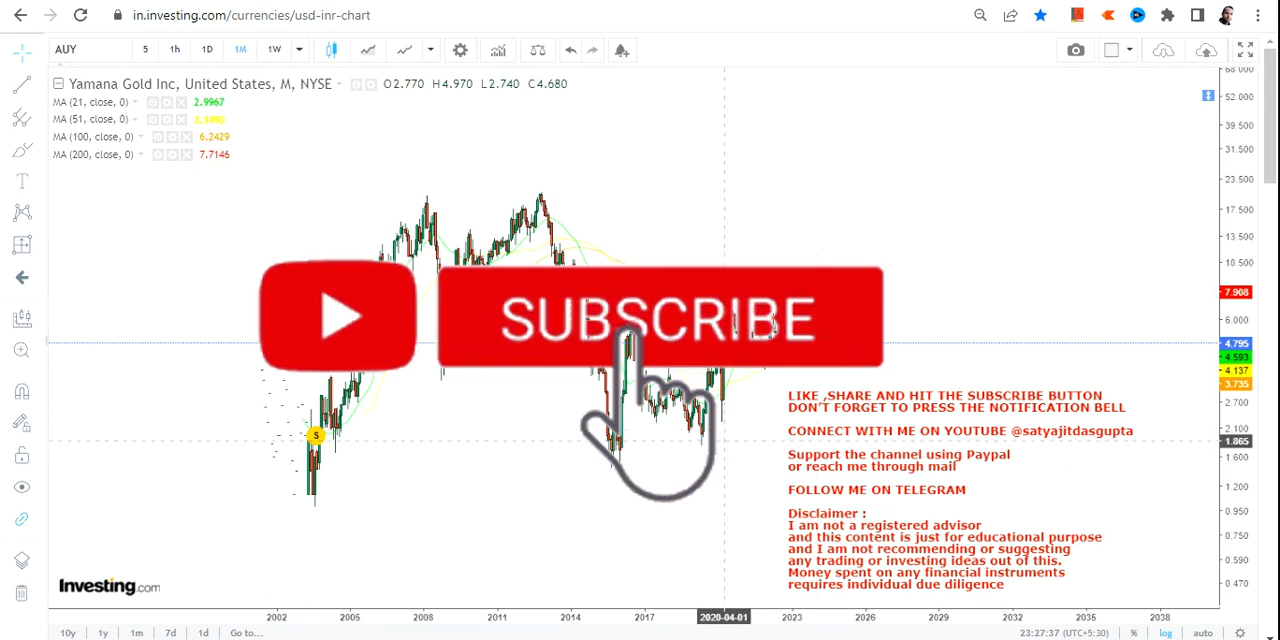 in.investing.com/currencies/usd-inr-chart
AUY 5 1h 1D 1M 1W
Yamana Gold Inc, United States, M, NYSE O2.770 H4.970 L2.740 C4.680
MA (21, close, 0) 2.9967
MA (51, close, 0)
MA (100, close, 0) 6.2429
MA (200, close, 0) 7.7146
68.000
52.000
39.500
31.500
23.500
17.500
13.500
10.500
7.908
6.000
4.795
4.593
4.137
3.735
2.700
2.100
1.865
1.600
1.200
0.950
0.750
0.590
0.470
SUBSCRIBE
S
LIKE ,SHARE AND HIT THE SUBSCRIBE BUTTON
DON'T FORGET TO PRESS THE NOTIFICATION BELL
CONNECT WITH ME ON YOUTUBE @satyajitdasgupta
Support the channel using Paypal
or reach me through mail
FOLLOW ME ON TELEGRAM
Disclaimer :
I am not a registered advisor
and this content is just for educational purpose
and I am not recommending or suggesting
any trading or investing ideas out of this.
Money spent on any financial instruments
requires individual due diligence
Investing.com
2002 2005 2008 2011 2014 2017 2020-04-01 2023 2026 2029 2032 2035 2038
10y 1y 1m 7d 1d Go to... 23:27:37 (UTC+5:30) % log auto